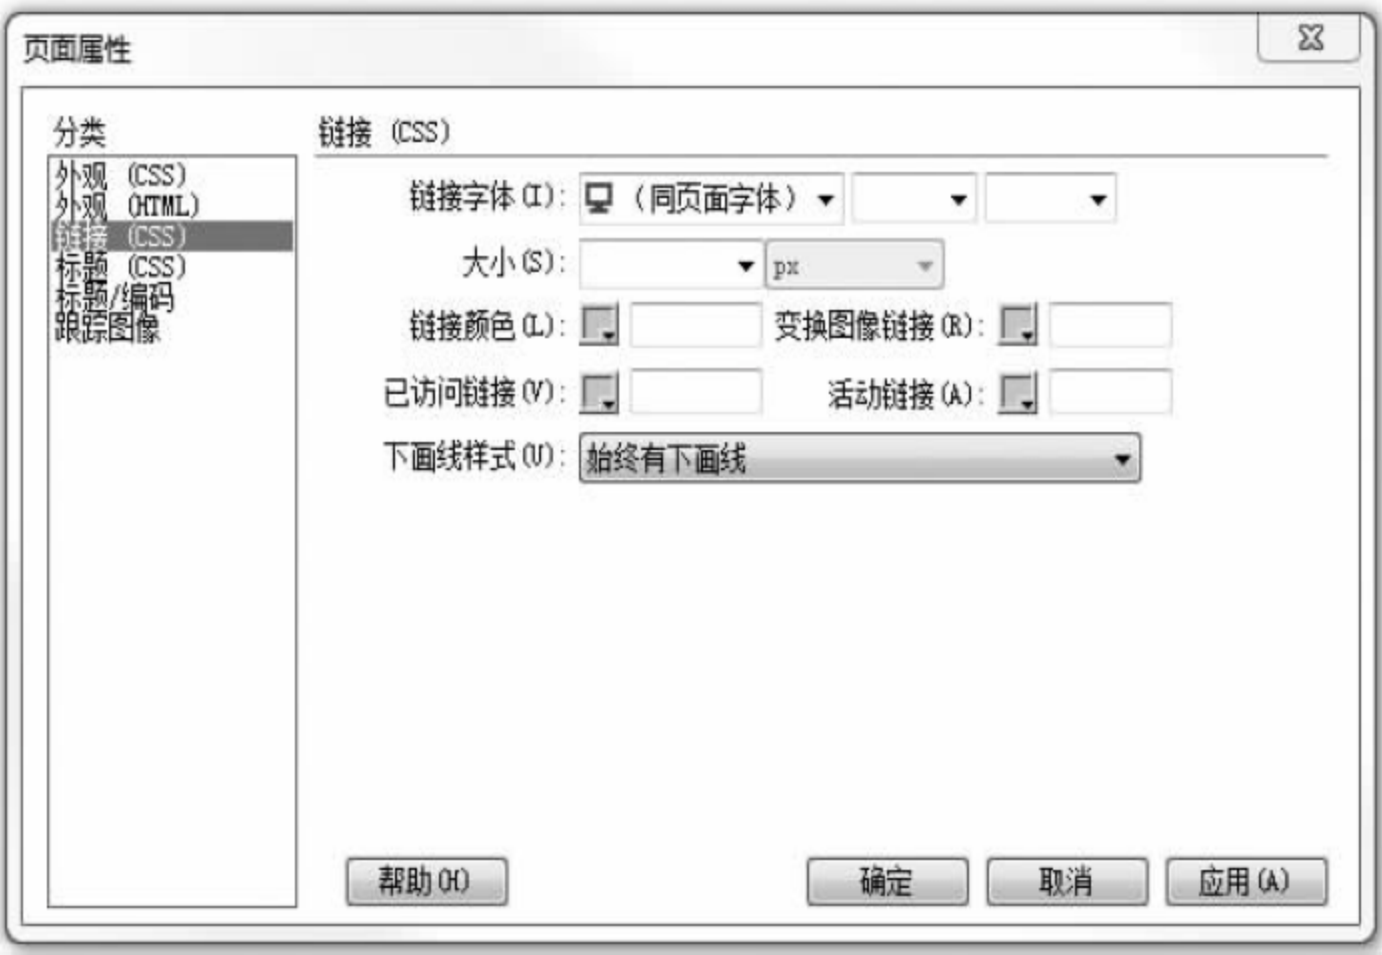 页面属性
分类
外观 (CSS)
外观 (HTML)
链接 (CSS)
标题 (CSS)
标题/编码
跟踪图像
链接 (CSS)
链接字体(I): (同页面字体)
大小(S): px
链接颜色(L): 变换图像链接(R):
已访问链接(V): 活动链接(A):
下画线样式(U): 始终有下画线
帮助(H) 确定 取消 应用(A)